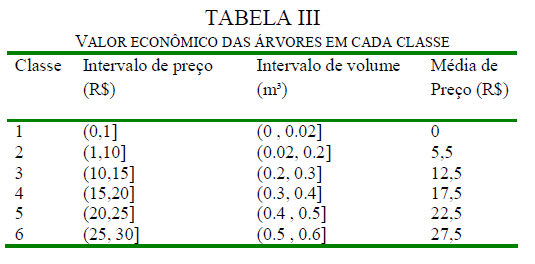 TABELA III
VALOR ECONÔMICO DAS ÁRVORES EM CADA CLASSE
Classe Intervalo de preço (R$) Intervalo de volume (m³) Média de Preço (R$)
1 (0,1] (0 , 0.02] 0
2 (1,10] (0.02, 0.2] 5,5
3 (10,15] (0.2, 0.3] 12,5
4 (15,20] (0.3, 0.4] 17,5
5 (20,25] (0.4 , 0.5] 22,5
6 (25, 30] (0.5 , 0.6] 27,5